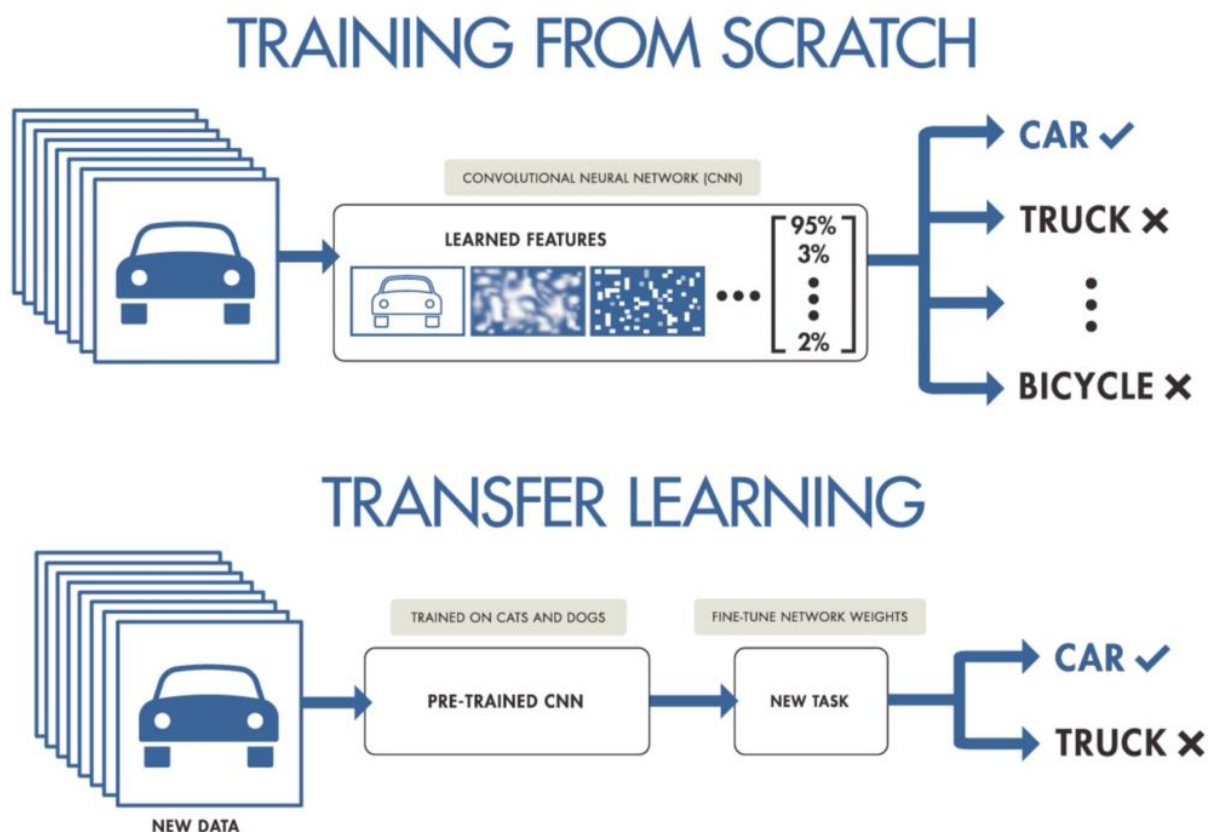 TRAINING FROM SCRATCH
CONVOLUTIONAL NEURAL NETWORK (CNN)
LEARNED FEATURES
95%
3%
2%
CAR ✓
TRUCK ×
BICYCLE ×
TRANSFER LEARNING
TRAINED ON CATS AND DOGS
FINE-TUNE NETWORK WEIGHTS
PRE-TRAINED CNN
NEW TASK
CAR ✓
TRUCK ×
NEW DATA